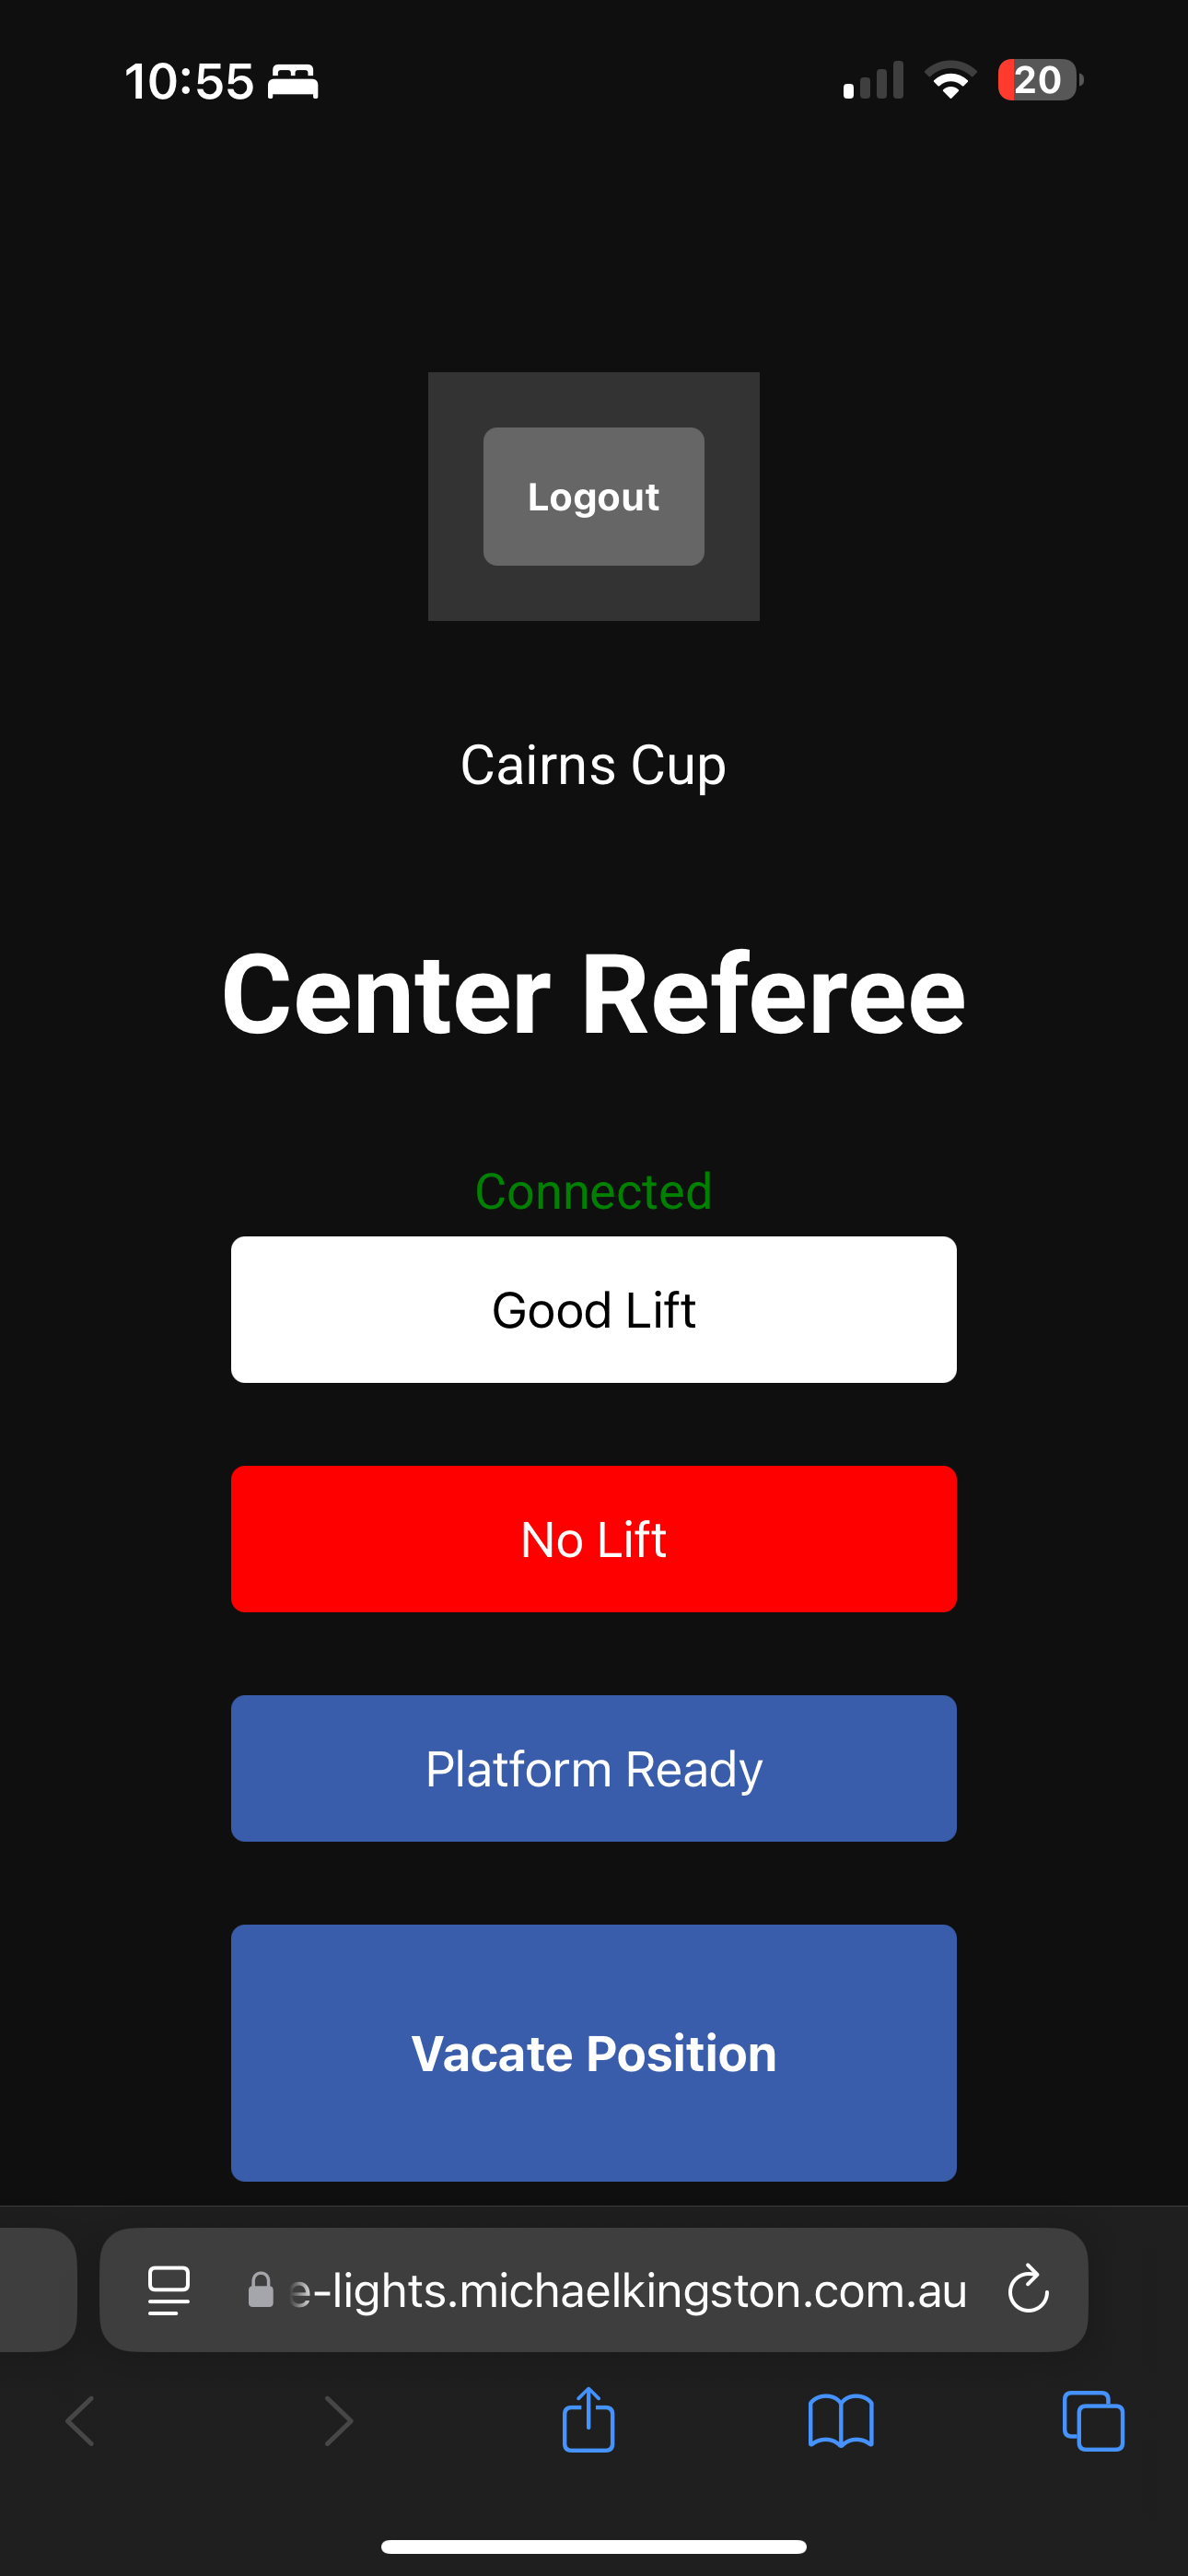 10:55
20
Logout
Cairns Cup
Center Referee
Connected
Good Lift
No Lift
Platform Ready
Vacate Position
e-lights.michaelkingston.com.au